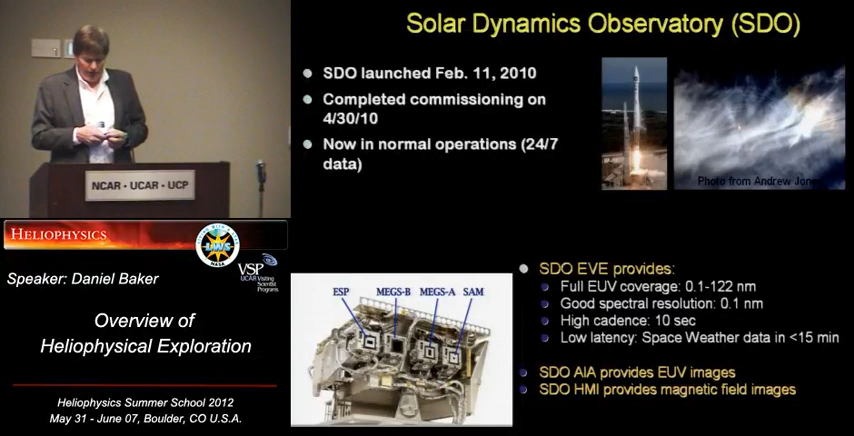 Solar Dynamics Observatory (SDO)
SDO launched Feb. 11, 2010
Completed commissioning on
4/30/10
Now in normal operations (24/7
data)
Photo from Andrew Jones
NCAR • UCAR • UCP
HELIOPHYSICS
LWS
NASA
VSP
UCAR Visiting
Scientist
Programs
Speaker: Daniel Baker
Overview of
Heliophysical Exploration
Heliophysics Summer School 2012
May 31 - June 07, Boulder, CO U.S.A.
ESP MEGS-B MEGS-A SAM
SDO EVE provides:
Full EUV coverage: 0.1-122 nm
Good spectral resolution: 0.1 nm
High cadence: 10 sec
Low latency: Space Weather data in <15 min
SDO AIA provides EUV images
SDO HMI provides magnetic field images